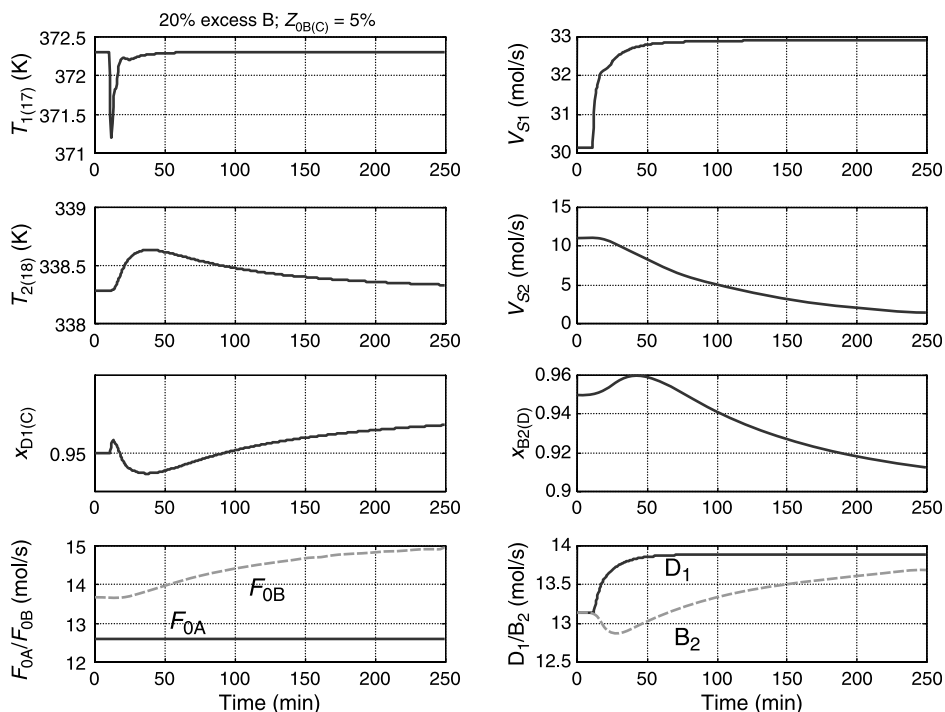 20% excess B; Z0B(C) = 5%
T1(17) (K)
372.5
372
371.5
371
0 50 100 150 200 250
VS1 (mol/s)
33
32
31
30
0 50 100 150 200 250
T2(18) (K)
339
338.5
338
0 50 100 150 200 250
VS2 (mol/s)
15
10
5
0
0 50 100 150 200 250
xD1(C)
0.95
0 50 100 150 200 250
xB2(D)
0.96
0.94
0.92
0.9
0 50 100 150 200 250
F0A/F0B (mol/s)
15
14
13
12
F0B
F0A
0 50 100 150 200 250
Time (min)
D1/B2 (mol/s)
14
13.5
13
12.5
D1
B2
0 50 100 150 200 250
Time (min)